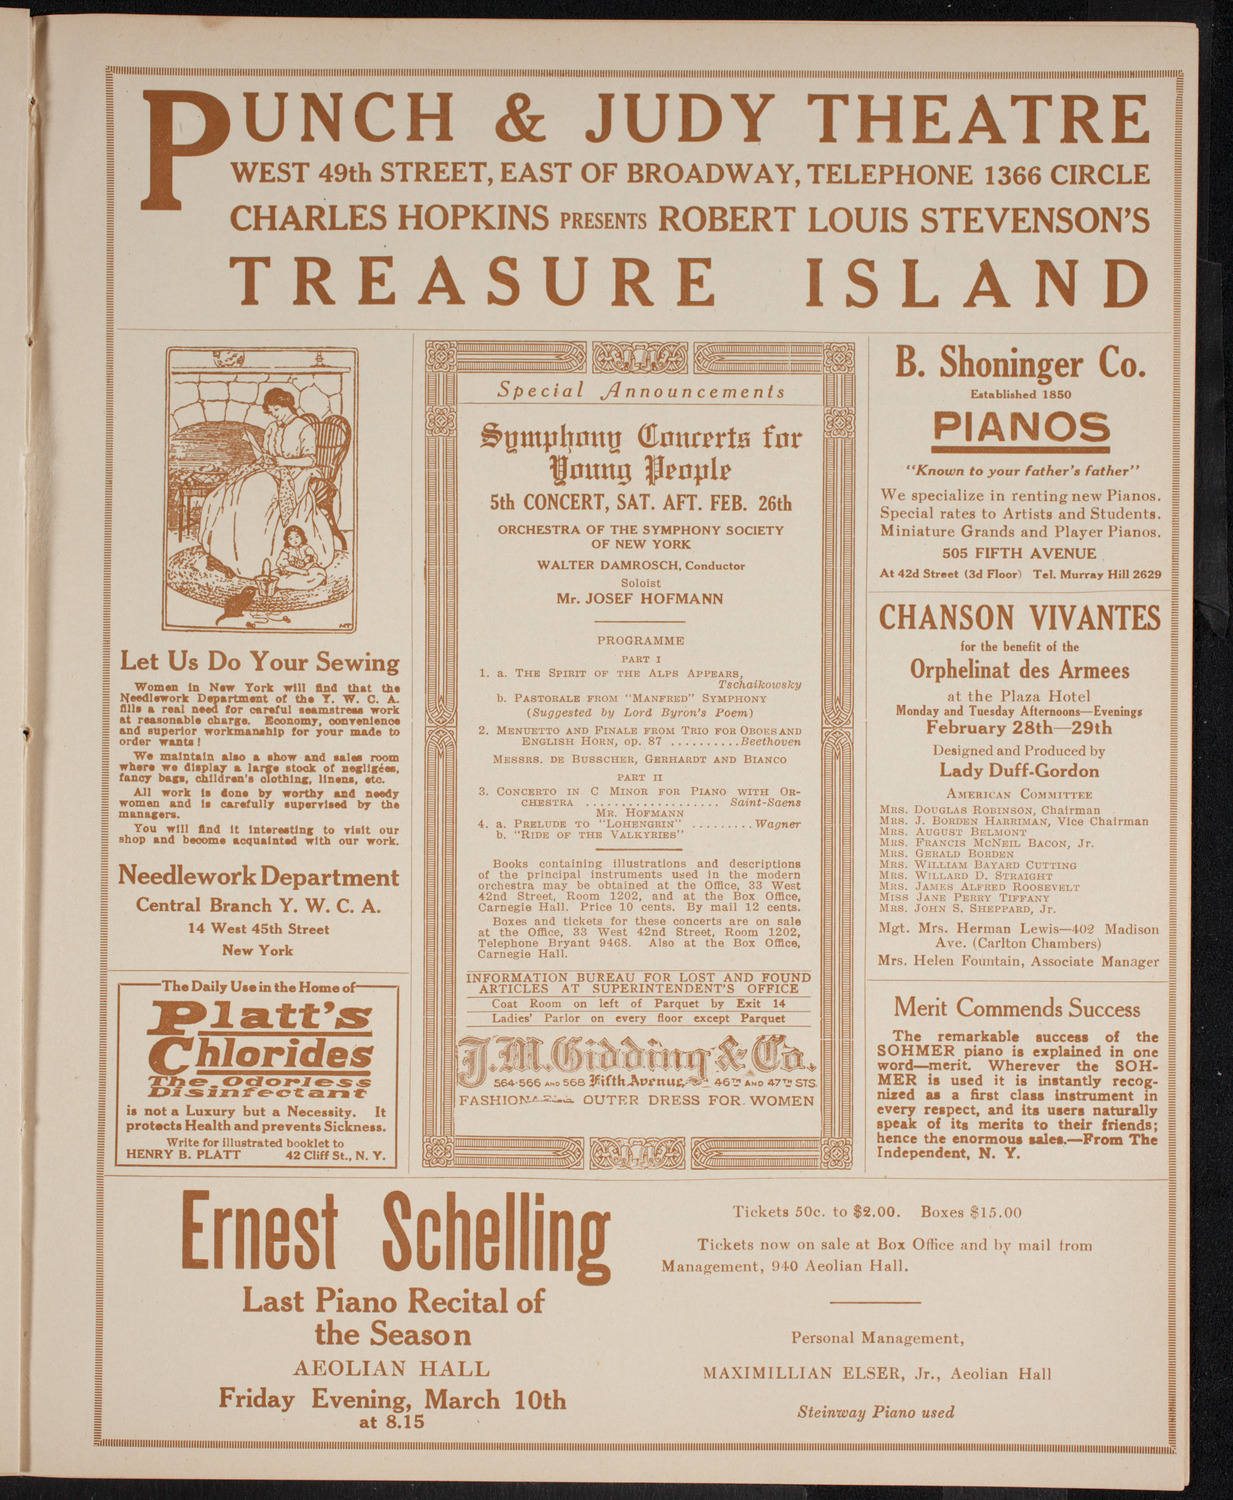 PUNCH & JUDY THEATRE
WEST 49th STREET, EAST OF BROADWAY, TELEPHONE 1366 CIRCLE
CHARLES HOPKINS PRESENTS ROBERT LOUIS STEVENSON'S
TREASURE ISLAND
Let Us Do Your Sewing
Women in New York will find that the
Needlework Department of the Y. W. C. A.
fills a real need for careful seamstress work
at reasonable charge. Economy, convenience
and superior workmanship for your made to
order wants!
We maintain also a show and sales room
where we display a large stock of negligées,
fancy bags, children's clothing, linens, etc.
All work is done by worthy and needy
women and is carefully supervised by the
managers.
You will find it interesting to visit our
shop and become acquainted with our work.
Needlework Department
Central Branch Y. W. C. A.
14 West 45th Street
New York
The Daily Use in the Home of
Platt's
Chlorides
The Odorless
Disinfectant
is not a Luxury but a Necessity. It
protects Health and prevents Sickness.
Write for illustrated booklet to
HENRY B. PLATT 42 Cliff St., N. Y.
Special Announcements
Symphony Concerts for
Young People
5th CONCERT, SAT. AFT. FEB. 26th
ORCHESTRA OF THE SYMPHONY SOCIETY
OF NEW YORK
WALTER DAMROSCH, Conductor
Soloist
Mr. JOSEF HOFMANN
PROGRAMME
PART I
1. a. THE SPIRIT OF THE ALPS APPEARS,
Tschaikowsky
b. PASTORALE FROM "MANFRED" SYMPHONY
(Suggested by Lord Byron's Poem)
2. MENUETTO AND FINALE FROM TRIO FOR OBOES AND
ENGLISH HORN, op. 87 ..........Beethoven
MESSRS. DE BUSSCHER, GERHARDT AND BIANCO
PART II
3. CONCERTO IN C MINOR FOR PIANO WITH OR-
CHESTRA .................. Saint-Saens
MR. HOFMANN
4. a. PRELUDE TO "LOHENGRIN" .........Wagner
b. "RIDE OF THE VALKYRIES"
Books containing illustrations and descriptions
of the principal instruments used in the modern
orchestra may be obtained at the Office, 33 West
42nd Street, Room 1202, and at the Box Office,
Carnegie Hall. Price 10 cents. By mail 12 cents.
Boxes and tickets for these concerts are on sale
at the Office, 33 West 42nd Street, Room 1202,
Telephone Bryant 9468. Also at the Box Office,
Carnegie Hall.
INFORMATION BUREAU FOR LOST AND FOUND
ARTICLES AT SUPERINTENDENT'S OFFICE
Coat Room on left of Parquet by Exit 14
Ladies' Parlor on every floor except Parquet
J. M. Gidding & Co.
564-566 AND 568 Fifth Avenue, 46TH AND 47TH STS.
FASHION OUTER DRESS FOR WOMEN
B. Shoninger Co.
Established 1850
PIANOS
"Known to your father's father"
We specialize in renting new Pianos.
Special rates to Artists and Students.
Miniature Grands and Player Pianos.
505 FIFTH AVENUE
At 42d Street (3d Floor) Tel. Murray Hill 2629
CHANSON VIVANTES
for the benefit of the
Orphelinat des Armees
at the Plaza Hotel
Monday and Tuesday Afternoons—Evenings
February 28th—29th
Designed and Produced by
Lady Duff-Gordon
AMERICAN COMMITTEE
MRS. DOUGLAS ROBINSON, Chairman
MRS. J. BORDEN HARRIMAN, Vice Chairman
MRS. AUGUST BELMONT
MRS. FRANCIS MCNEIL BACON, Jr.
MRS. GERALD BORDEN
MRS. WILLIAM BAYARD CUTTING
MRS. WILLARD D. STRAIGHT
MRS. JAMES ALFRED ROOSEVELT
MISS JANE PERRY TIFFANY
MRS. JOHN S. SHEPPARD, Jr.
Mgt. Mrs. Herman Lewis—402 Madison
Ave. (Carlton Chambers)
Mrs. Helen Fountain, Associate Manager
Merit Commends Success
The remarkable success of the
SOHMER piano is explained in one
word—merit. Wherever the SOH-
MER is used it is instantly recog-
nized as a first class instrument in
every respect, and its users naturally
speak of its merits to their friends;
hence the enormous sales.—From The
Independent, N. Y.
Ernest Schelling
Last Piano Recital of
the Season
AEOLIAN HALL
Friday Evening, March 10th
at 8.15
Tickets 50c. to $2.00. Boxes $15.00
Tickets now on sale at Box Office and by mail from
Management, 940 Aeolian Hall.
Personal Management,
MAXIMILLIAN ELSER, Jr., Aeolian Hall
Steinway Piano used